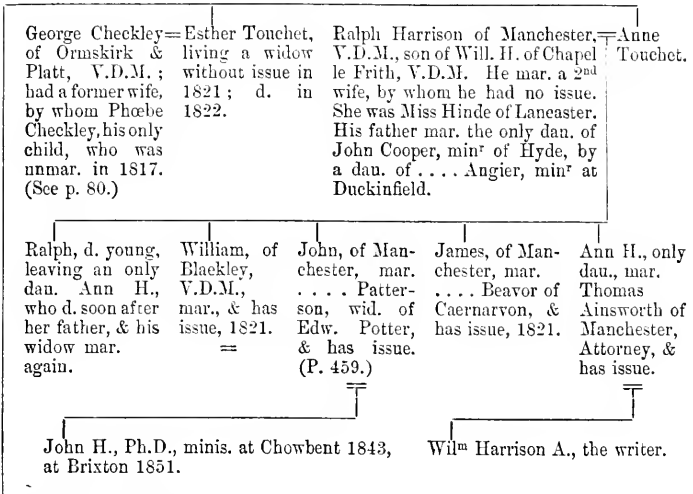 George Checkley=
of Ormskirk &
Platt, V.D.M.;
had a former wife,
by whom Phœbe
Checkley, his only
child, who was
unmar. in 1817.
(See p. 80.)
Esther Touchet,
living a widow
without issue in
1821; d. in
1822.
Ralph Harrison of Manchester,=
V.D.M., son of Will. H. of Chapel
le Frith, V.D.M. He mar. a 2nd
wife, by whom he had no issue.
She was Miss Hinde of Lancaster.
His father mar. the only dau. of
John Cooper, minr of Hyde, by
a dau. of .... Angier, minr at
Duckinfield.
Anne
Touchet.
Ralph, d. young,
leaving an only
dau. Ann H.,
who d. soon after
her father, & his
widow mar.
again.
William, of
Blackley,
V.D.M.,
mar., & has
issue, 1821.
=
John, of Man-
chester, mar.
.... Patter-
son, wid. of
Edw. Potter,
& has issue.
(P. 459.)
James, of Man-
chester, mar.
.... Beavor of
Caernarvon, &
has issue, 1821.
Ann H., only
dau., mar.
Thomas
Ainsworth of
Manchester,
Attorney, &
has issue.
John H., Ph.D., minis. at Chowbent 1843,
at Brixton 1851.
Wilm Harrison A., the writer.